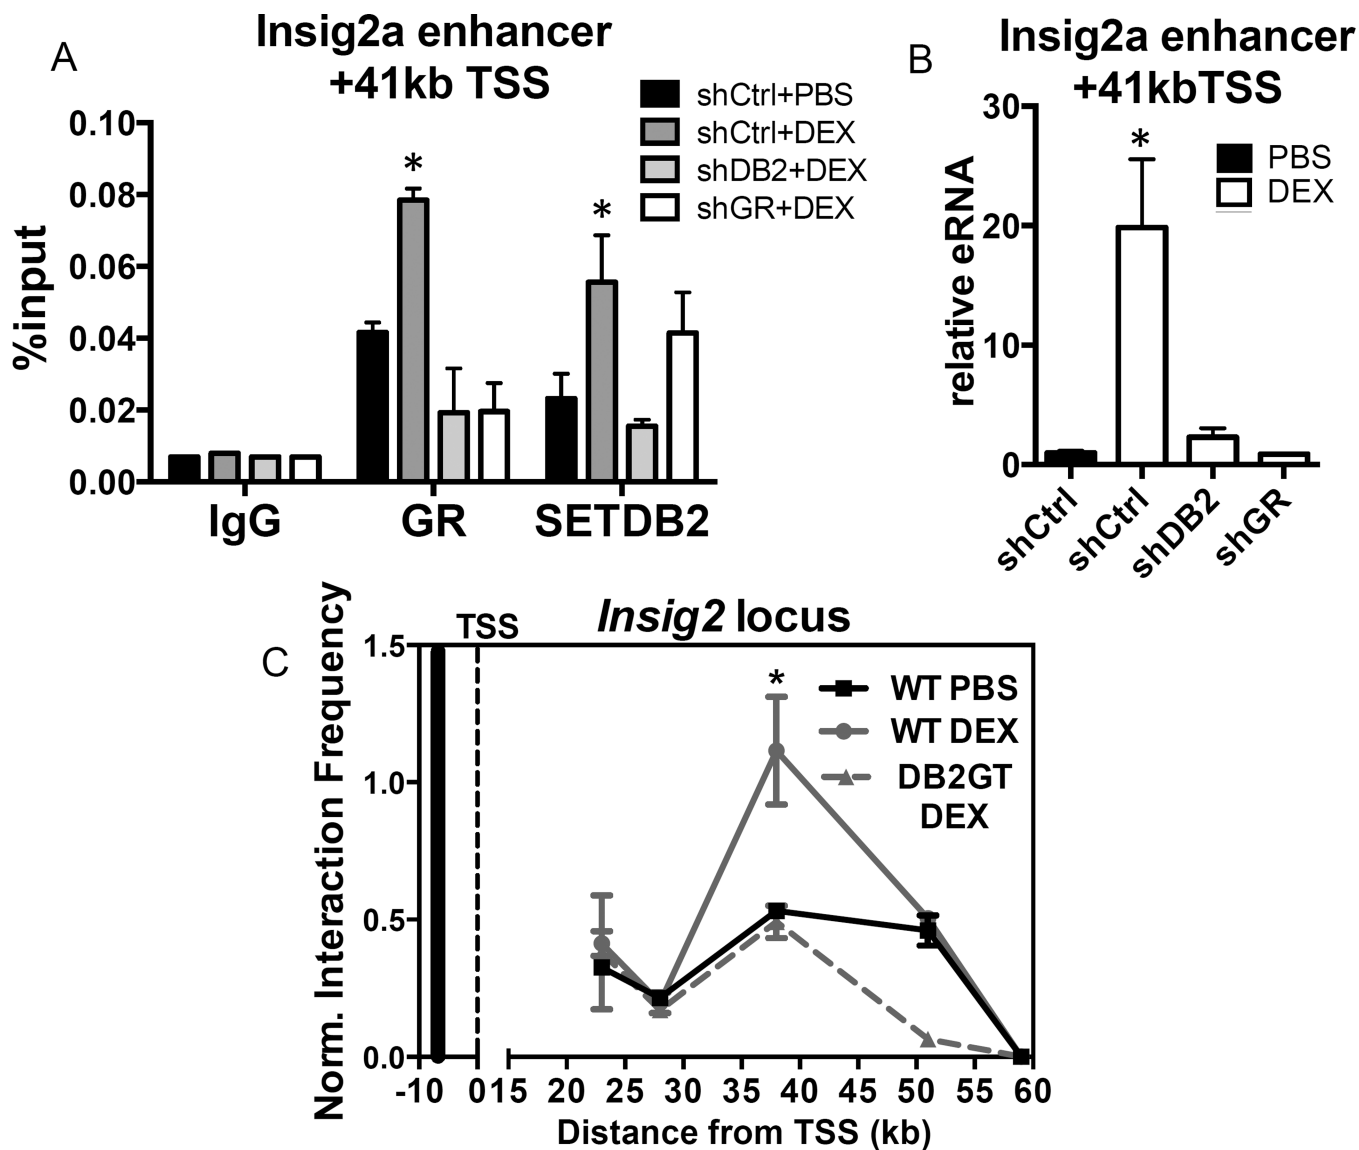 A
Insig2a enhancer
+41kb TSS
shCtrl+PBS
shCtrl+DEX
shDB2+DEX
shGR+DEX
%input
0.10
0.08
0.06
0.04
0.02
0.00
*
*
IgG
GR
SETDB2
B
Insig2a enhancer
+41kbTSS
PBS
DEX
relative eRNA
30
20
10
0
*
shCtrl
shCtrl
shDB2
shGR
C
TSS
Insig2 locus
Norm. Interaction Frequency
1.5
1.0
0.5
0.0
*
WT PBS
WT DEX
DB2GT
DEX
-10 0 15 20 25 30 35 40 45 50 55 60
Distance from TSS (kb)